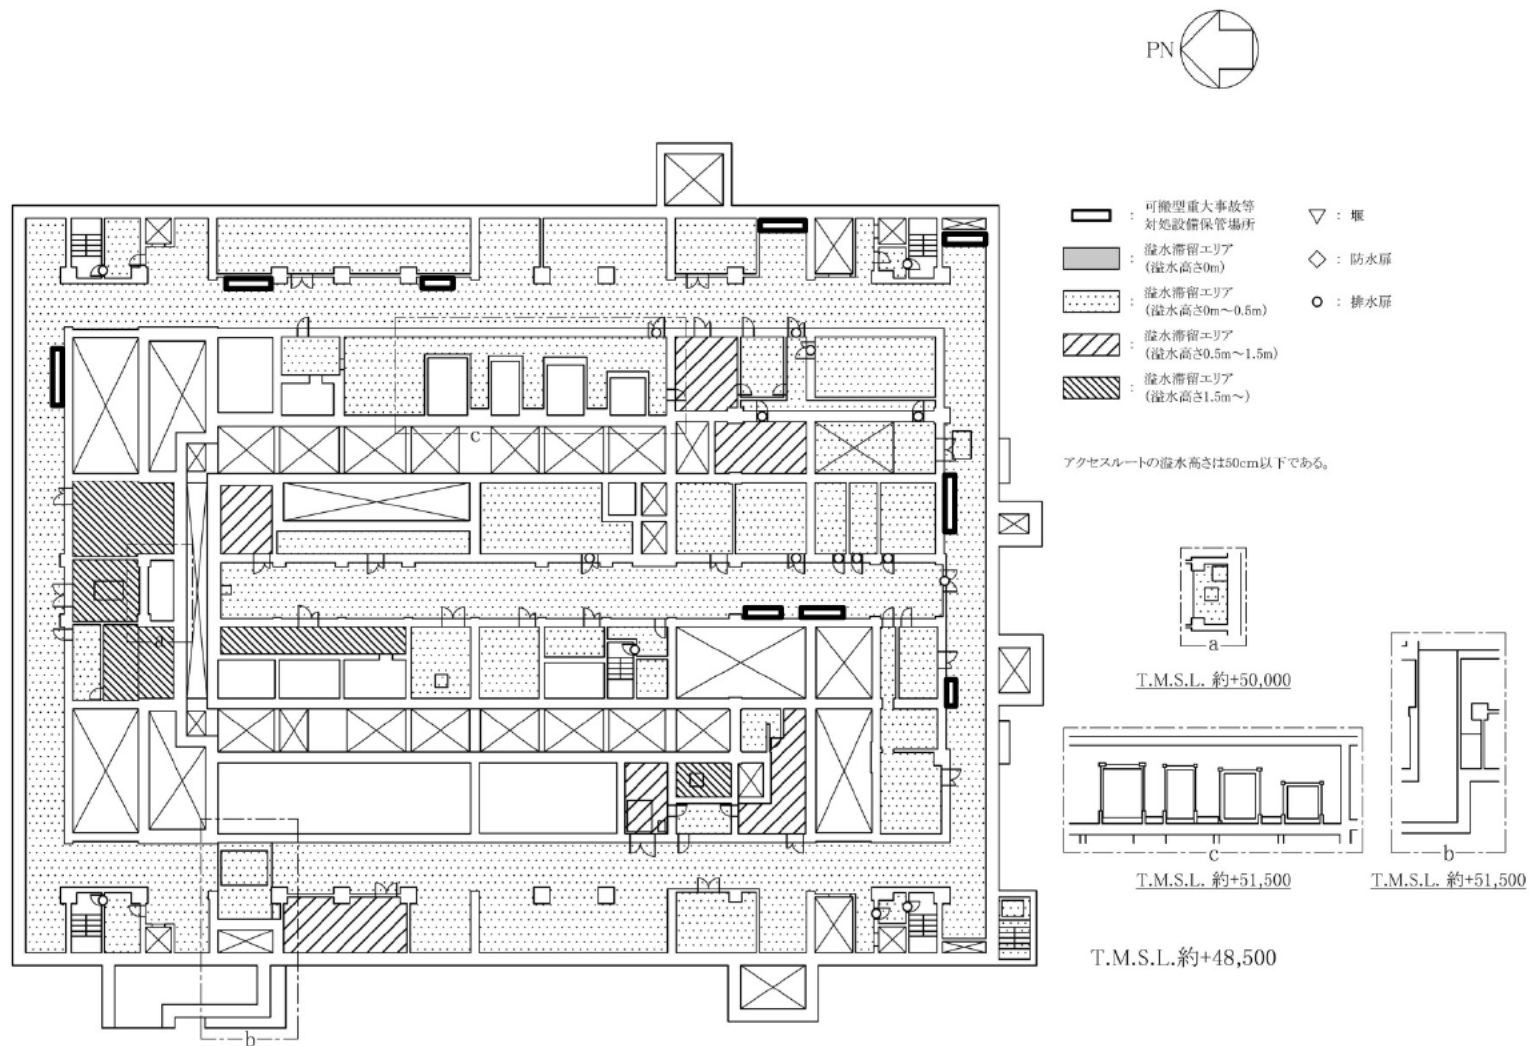 PN
: 可搬型重大事故等
対処設備保管場所
: 溢水滞留エリア
(溢水高さ0m)
: 溢水滞留エリア
(溢水高さ0m～0.5m)
: 溢水滞留エリア
(溢水高さ0.5m～1.5m)
: 溢水滞留エリア
(溢水高さ1.5m～)
: 堰
: 防水扉
: 排水扉
アクセスルートの溢水高さは50cm以下である。
c
a
b
a
T.M.S.L. 約+50,000
c
T.M.S.L. 約+51,500
b
T.M.S.L. 約+51,500
T.M.S.L.約+48,500